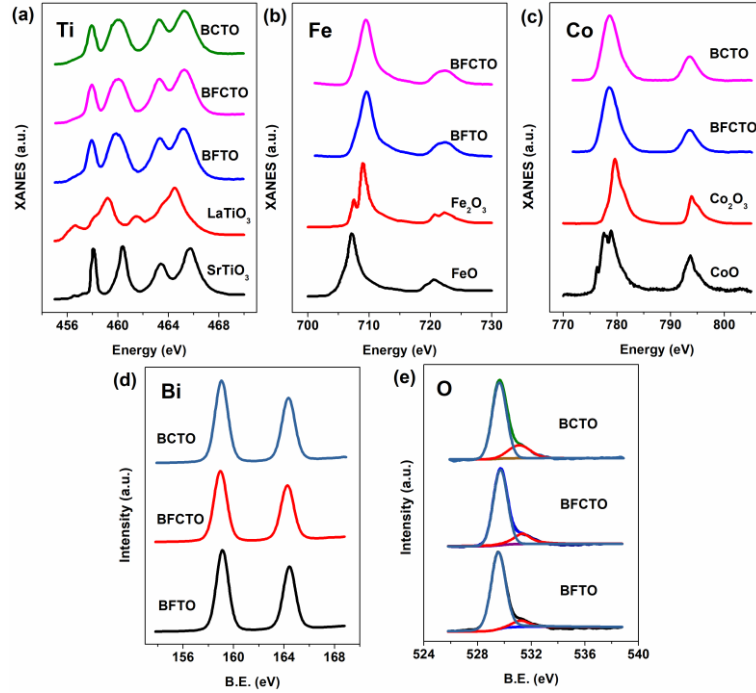 (a)
Ti
BCTO
BFCTO
BFTO
LaTiO₃
SrTiO₃
XANES (a.u.)
456 460 464 468
Energy (eV)
(b)
Fe
BFCTO
BFTO
Fe₂O₃
FeO
XANES (a.u.)
700 710 720 730
Energy (eV)
(c)
Co
BCTO
BFCTO
Co₂O₃
CoO
XANES (a.u.)
770 780 790 800
Energy (eV)
(d)
Bi
BCTO
BFCTO
BFTO
Intensity (a.u.)
156 160 164 168
B.E. (eV)
(e)
O
BCTO
BFCTO
BFTO
Intensity (a.u.)
524 528 532 536 540
B.E. (eV)